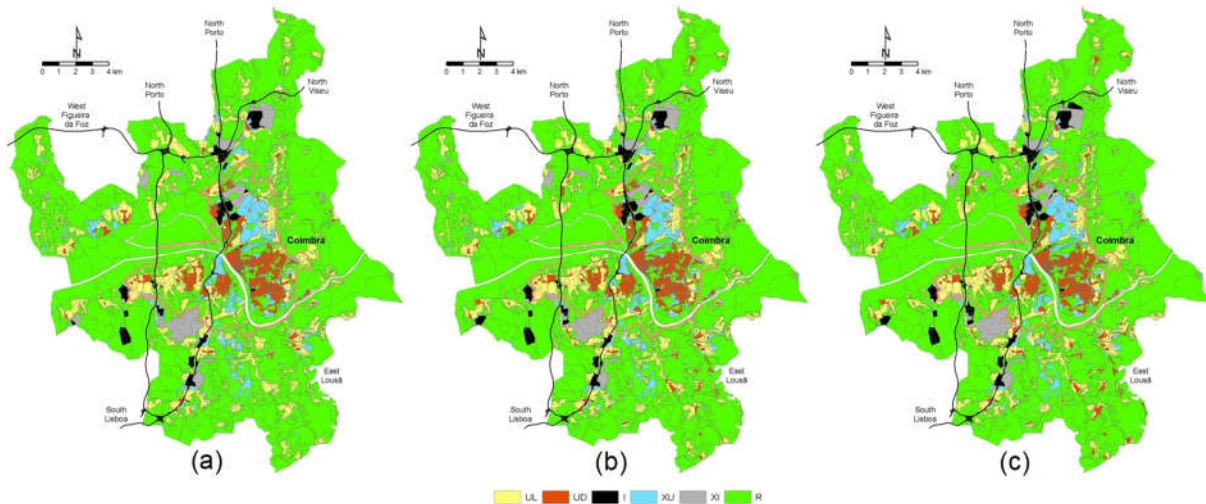 North
Porto
N
0 1 2 3 4 km
North
Porto
North
Viseu
West
Figueira
da Foz
Coimbra
East
Lousã
South
Lisboa
(a)
North
Porto
N
0 1 2 3 4 km
North
Porto
North
Viseu
West
Figueira
da Foz
Coimbra
East
Lousã
South
Lisboa
(b)
North
Porto
N
0 1 2 3 4 km
North
Porto
North
Viseu
West
Figueira
da Foz
Coimbra
East
Lousã
South
Lisboa
(c)
UL UD I XU XI R